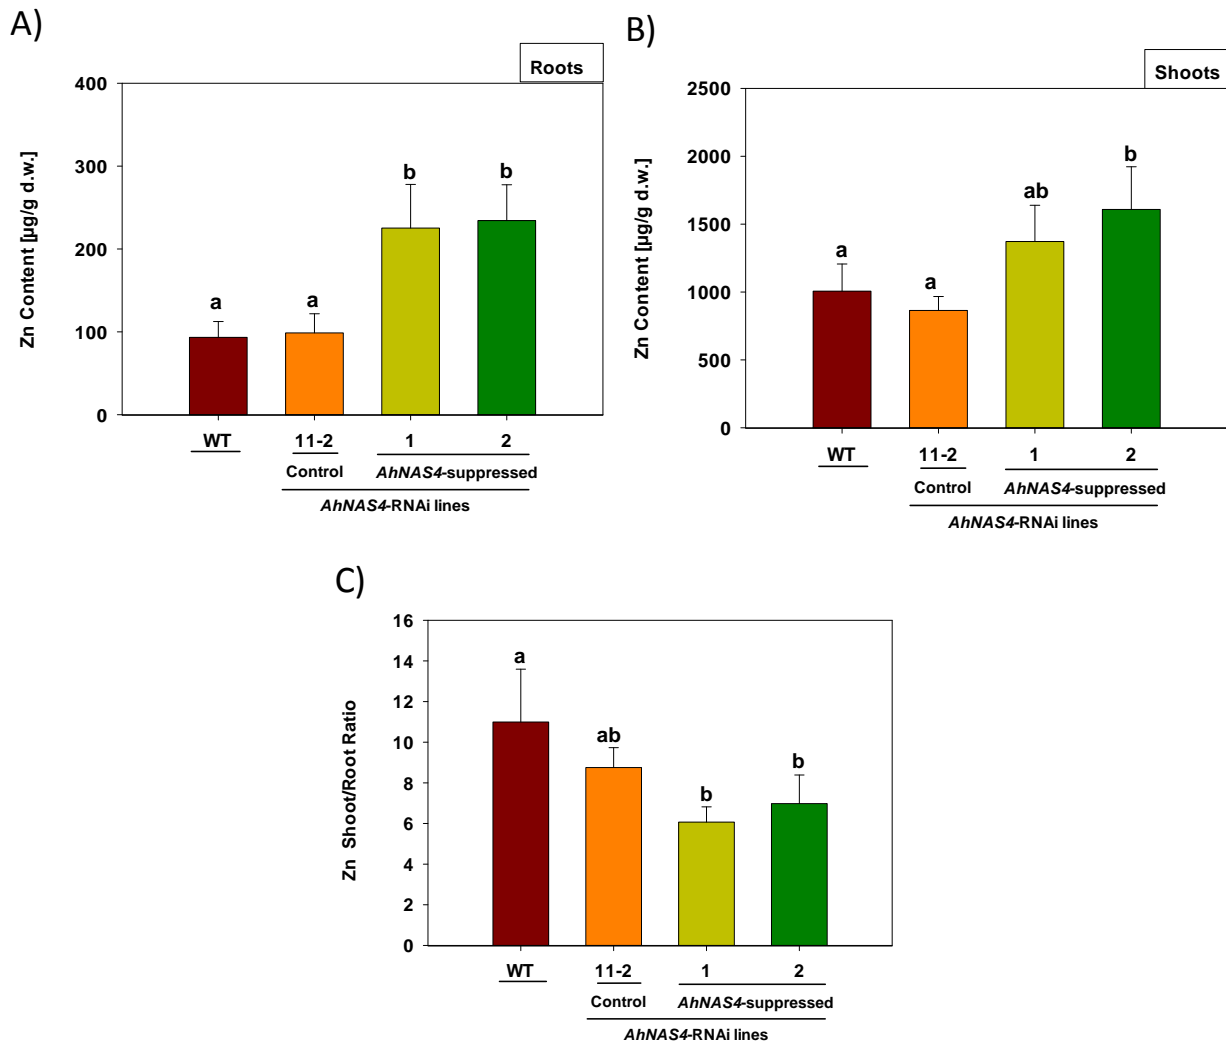 A)
Roots
400
300
200
100
0
Zn Content [µg/g d.w.]
a
a
b
b
WT
11-2
1
2
Control
AhNAS4-suppressed
AhNAS4-RNAi lines
B)
Shoots
2500
2000
1500
1000
500
0
Zn Content [µg/g d.w.]
a
a
ab
b
WT
11-2
1
2
Control
AhNAS4-suppressed
AhNAS4-RNAi lines
C)
16
14
12
10
8
6
4
2
0
Zn Shoot/Root Ratio
a
ab
b
b
WT
11-2
1
2
Control
AhNAS4-suppressed
AhNAS4-RNAi lines